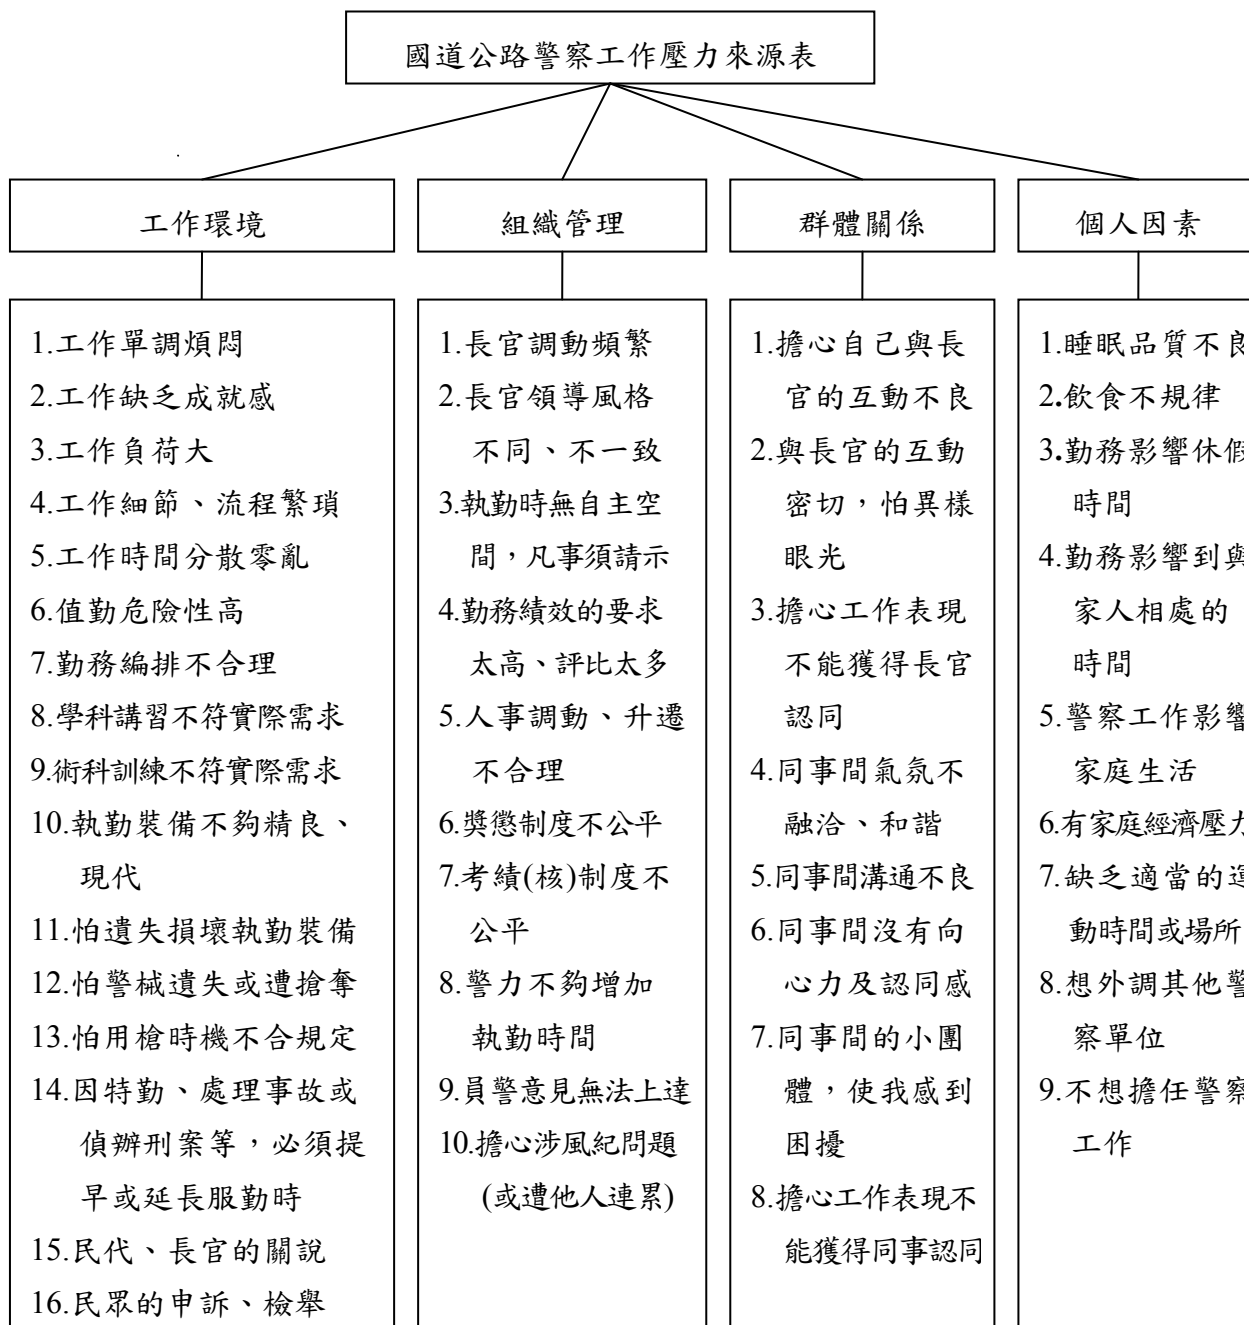 國道公路警察工作壓力來源表
工作環境
組織管理
群體關係
個人因素
1.工作單調煩悶
2.工作缺乏成就感
3.工作負荷大
4.工作細節、流程繁瑣
5.工作時間分散零亂
6.值勤危險性高
7.勤務編排不合理
8.學科講習不符實際需求
9.術科訓練不符實際需求
10.執勤裝備不夠精良、
現代
11.怕遺失損壞執勤裝備
12.怕警械遺失或遭搶奪
13.怕用槍時機不合規定
14.因特勤、處理事故或
偵辦刑案等，必須提
早或延長服勤時
15.民代、長官的關說
16.民眾的申訴、檢舉
1.長官調動頻繁
2.長官領導風格
不同、不一致
3.執勤時無自主空
間，凡事須請示
4.勤務績效的要求
太高、評比太多
5.人事調動、升遷
不合理
6.獎懲制度不公平
7.考績(核)制度不
公平
8.警力不夠增加
執勤時間
9.員警意見無法上達
10.擔心涉風紀問題
(或遭他人連累)
1.擔心自己與長
官的互動不良
2.與長官的互動
密切，怕異樣
眼光
3.擔心工作表現
不能獲得長官
認同
4.同事間氣氛不
融洽、和諧
5.同事間溝通不良
6.同事間沒有向
心力及認同感
7.同事間的小團
體，使我感到
困擾
8.擔心工作表現不
能獲得同事認同
1.睡眠品質不良
2.飲食不規律
3.勤務影響休假
時間
4.勤務影響到與
家人相處的
時間
5.警察工作影響
家庭生活
6.有家庭經濟壓力
7.缺乏適當的運
動時間或場所
8.想外調其他警
察單位
9.不想擔任警察
工作